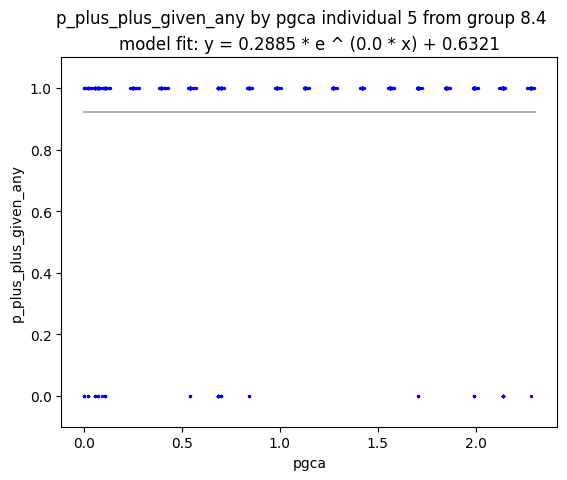 p_plus_plus_given_any by pgca individual 5 from group 8.4
model fit: y = 0.2885 * e ^ (0.0 * x) + 0.6321
1.0
0.8
0.6
0.4
0.2
0.0
p_plus_plus_given_any
0.0 0.5 1.0 1.5 2.0
pgca